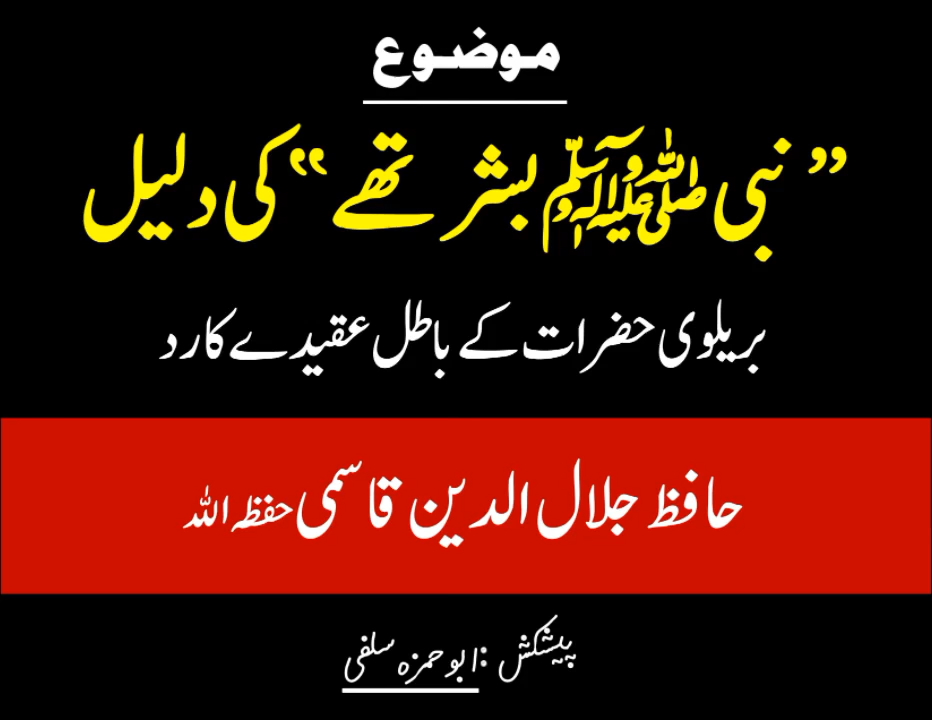 موضوع
”نبی ﷺ بشر تھے“ کی دلیل
بریلوی حضرات کے باطل عقیدے کا رد
حافظ جلال الدین قاسمی حفظہ اللہ
پیشکش : ابو حمزہ سلفی